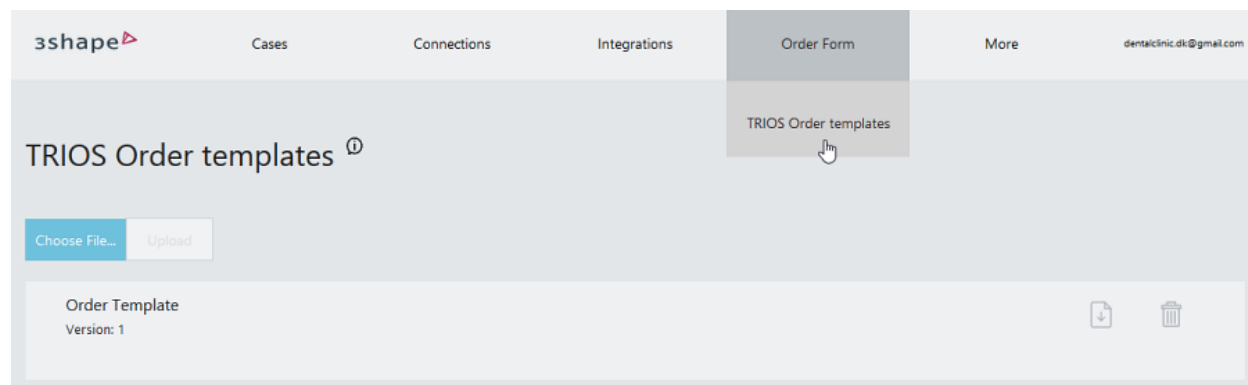 3shape
Cases
Connections
Integrations
Order Form
More
dentalclinic.dk@gmail.com
TRIOS Order templates
TRIOS Order templates
Choose File...
Upload
Order Template
Version: 1